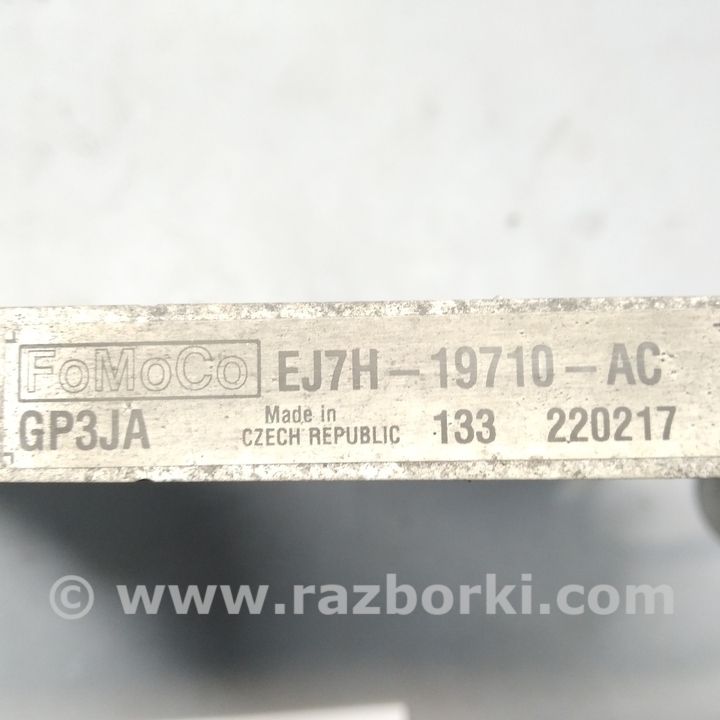 FoMoCo EJ7H-19710-AC
GP3JA Made in CZECH REPUBLIC 133 220217
© www.razborki.com